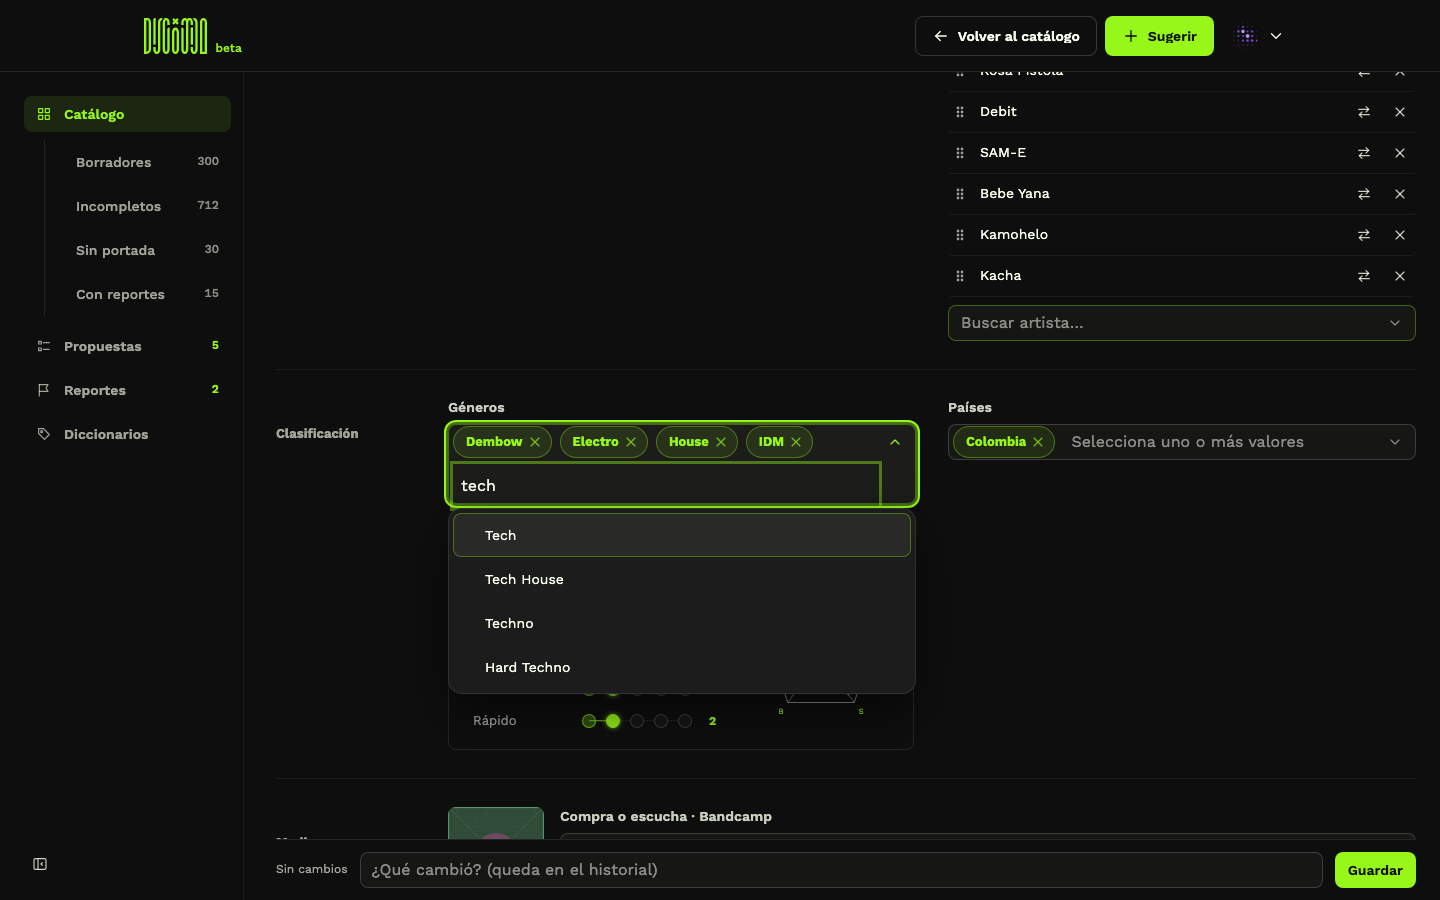 beta
Volver al catálogo
Sugerir
Catálogo
Borradores 300
Incompletos 712
Sin portada 30
Con reportes 15
Propuestas 5
Reportes 2
Diccionarios
Rosa Pistola
Debit
SAM-E
Bebe Yana
Kamohelo
Kacha
Buscar artista...
Clasificación
Géneros
Dembow Electro House IDM
tech
Tech
Tech House
Techno
Hard Techno
Países
Colombia Selecciona uno o más valores
B S
Rápido 2
Compra o escucha · Bandcamp
Sin cambios
¿Qué cambió? (queda en el historial)
Guardar